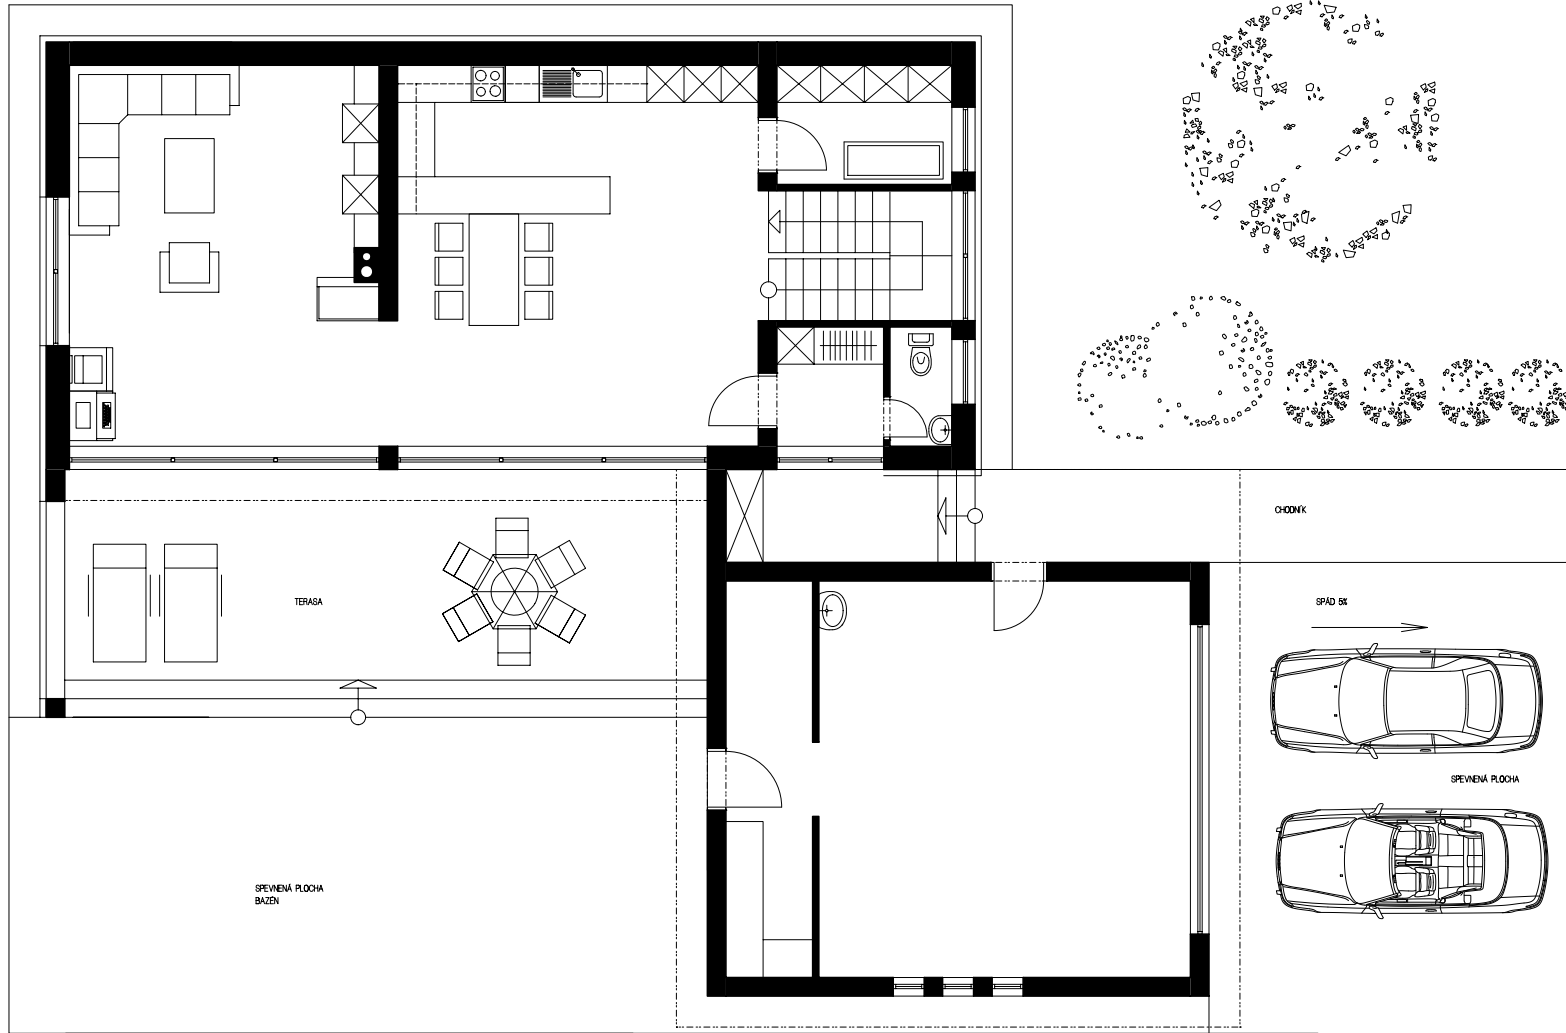 CHODNÍK
TERASA
SPÁD 5%
SPEVNENÁ PLOCHA
SPEVNENÁ PLOCHA
BAZÉN